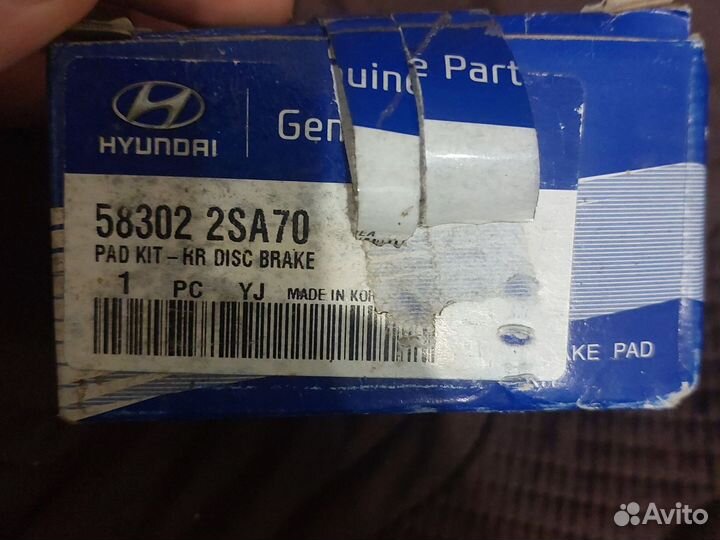 HYUNDAI
Gen
uine Part
58302 2SA70
PAD KIT-RR DISC BRAKE
1 PC YJ MADE IN KOR
AKE PAD
Avito